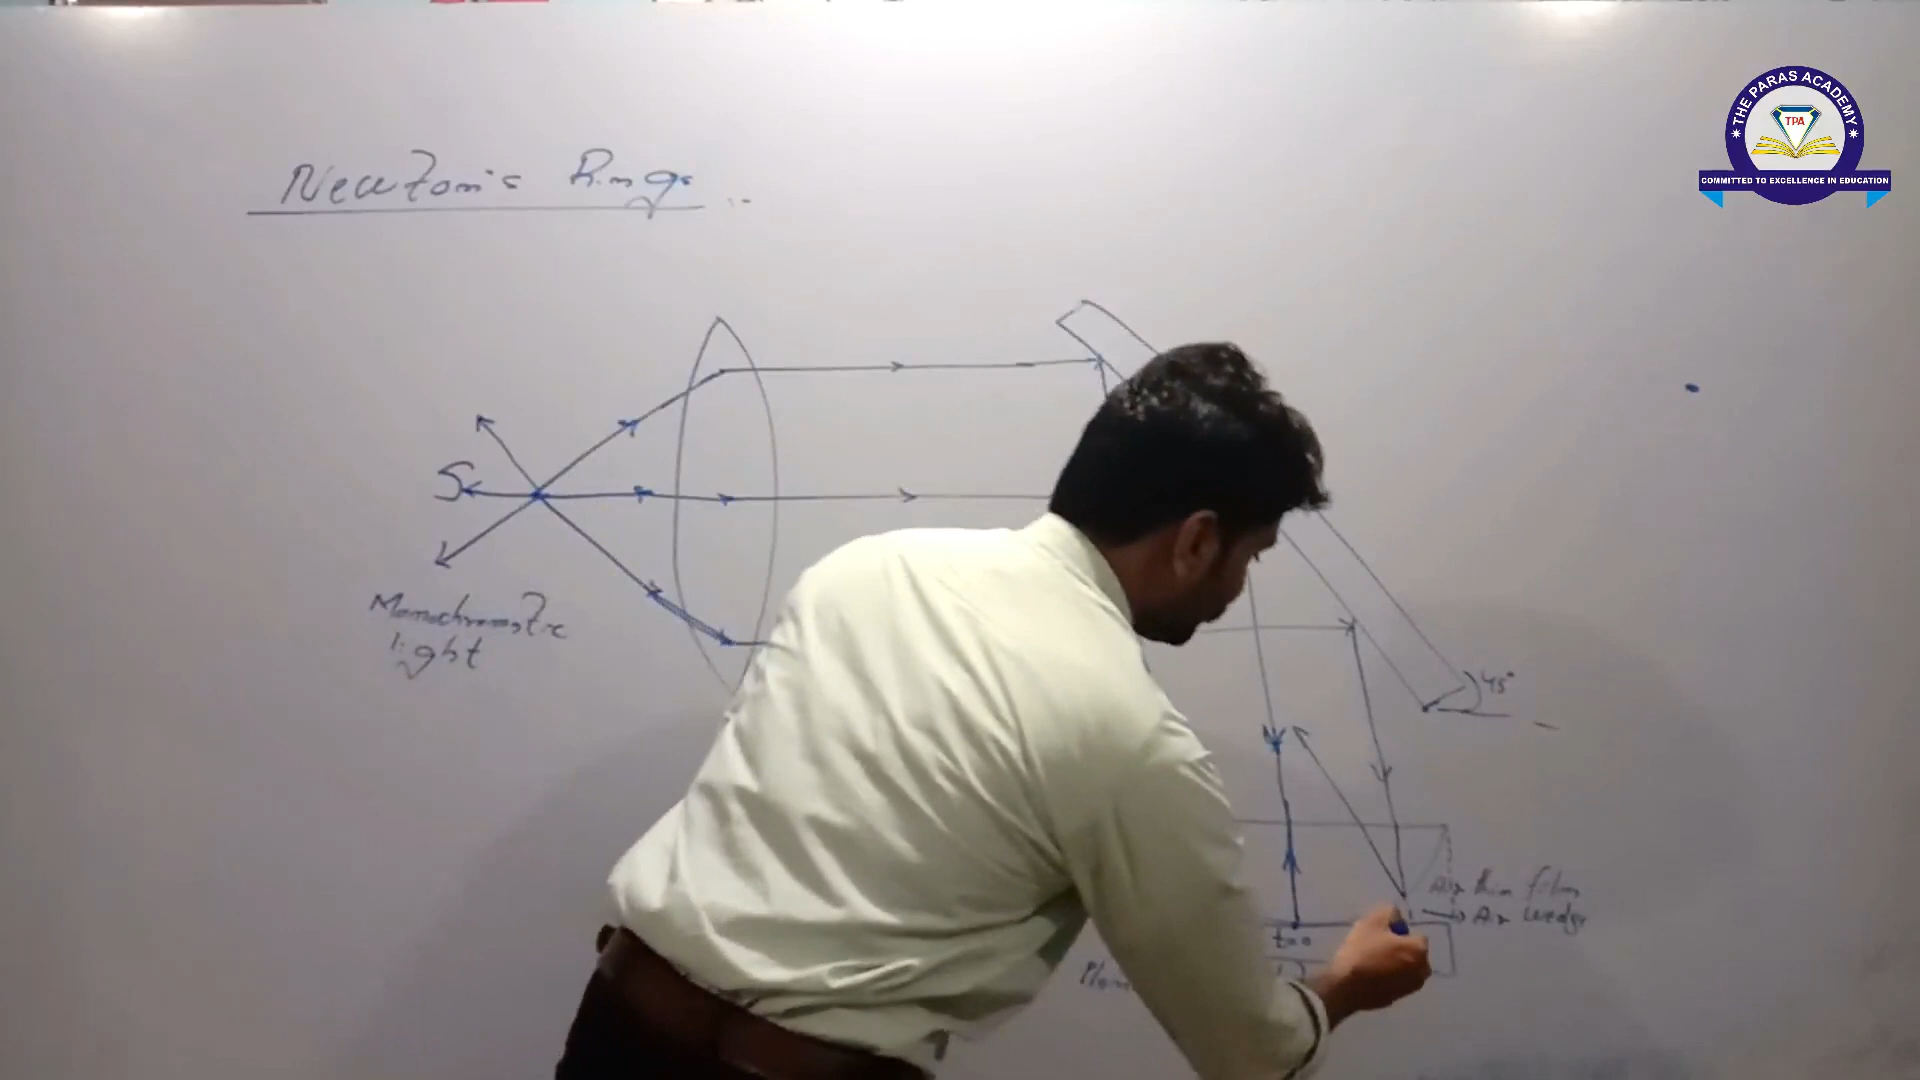 Newton's Rings
THE PARAS ACADEMY
TPA
COMMITTED TO EXCELLENCE IN EDUCATION
S
Monochromatic
light
45°
Air thin film
Air wedge
t=0